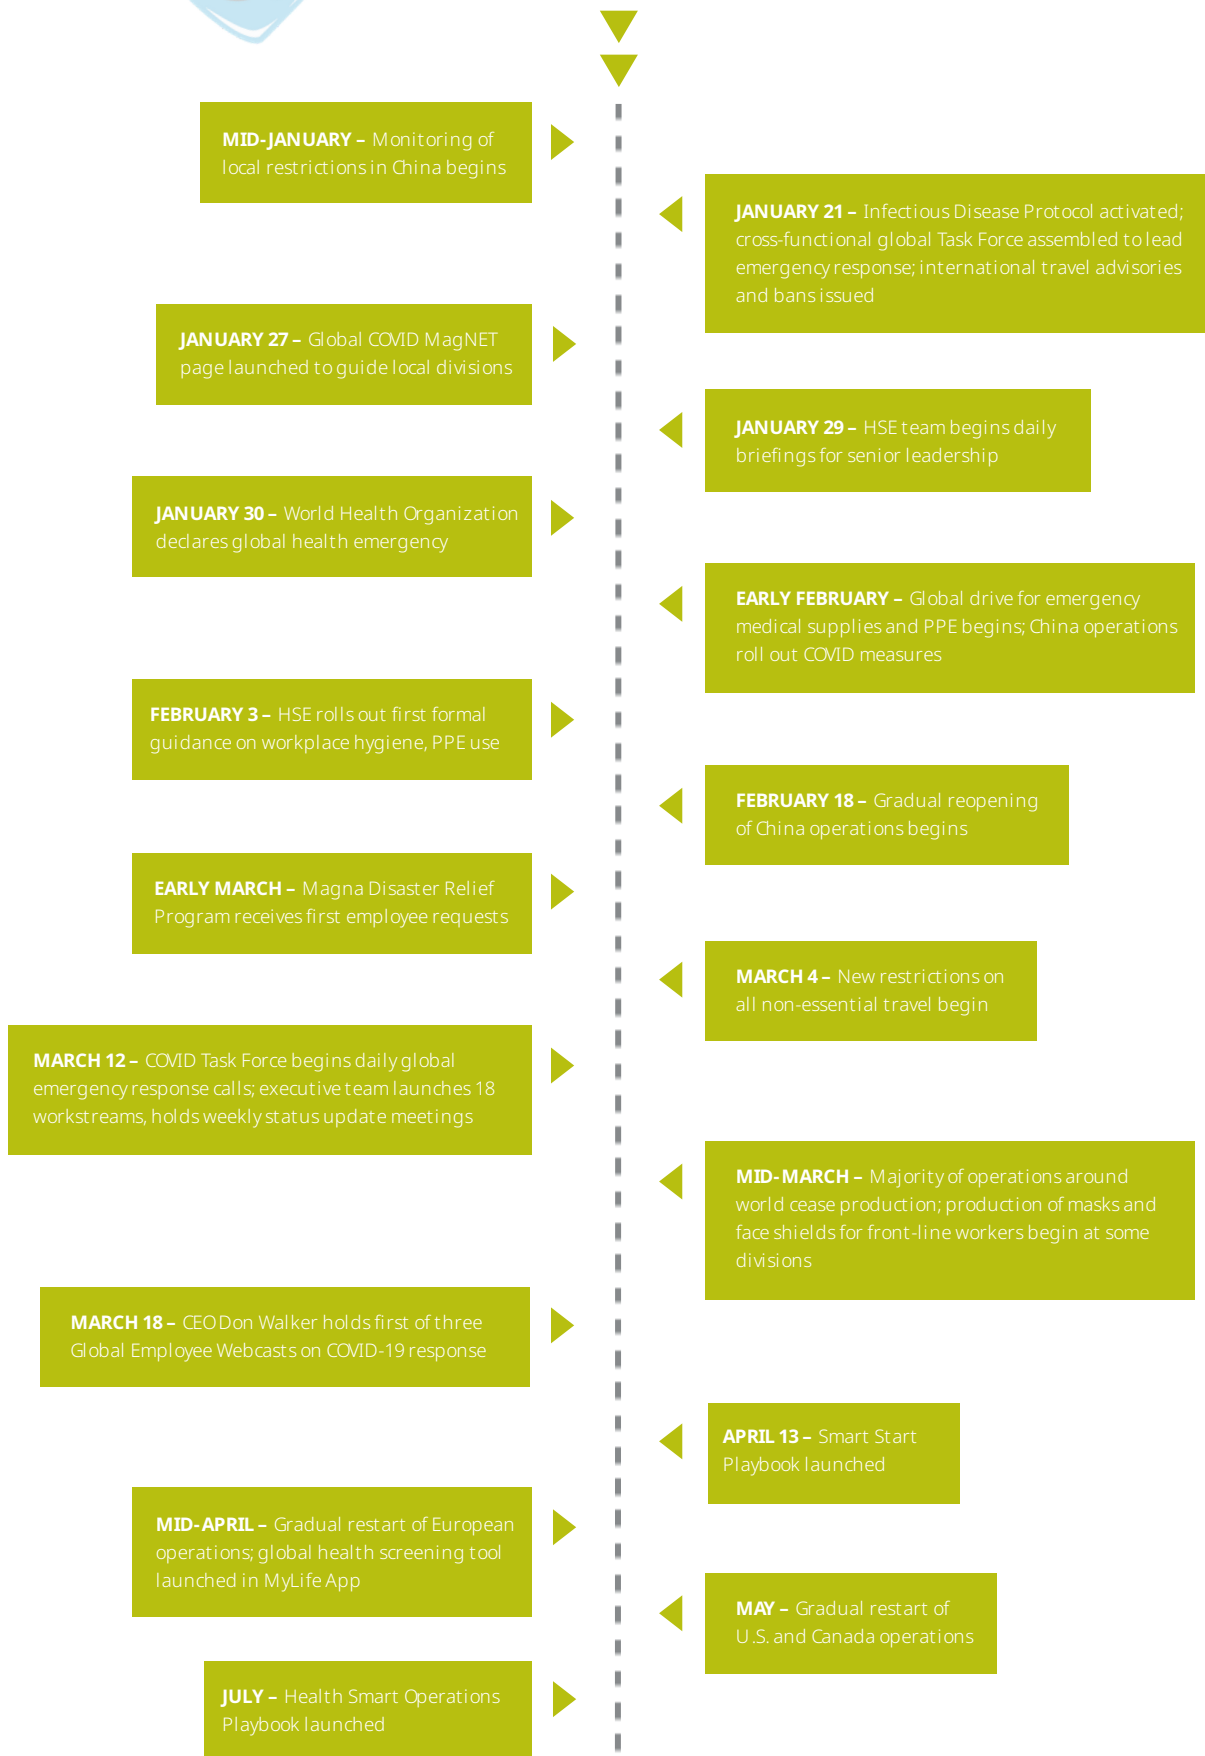 MID-JANUARY – Monitoring of
local restrictions in China begins
JANUARY 21 – Infectious Disease Protocol activated;
cross-functional global Task Force assembled to lead
emergency response; international travel advisories
and bans issued
JANUARY 27 – Global COVID MagNET
page launched to guide local divisions
JANUARY 29 – HSE team begins daily
briefings for senior leadership
JANUARY 30 – World Health Organization
declares global health emergency
EARLY FEBRUARY – Global drive for emergency
medical supplies and PPE begins; China operations
roll out COVID measures
FEBRUARY 3 – HSE rolls out first formal
guidance on workplace hygiene, PPE use
FEBRUARY 18 – Gradual reopening
of China operations begins
EARLY MARCH – Magna Disaster Relief
Program receives first employee requests
MARCH 4 – New restrictions on
all non-essential travel begin
MARCH 12 – COVID Task Force begins daily global
emergency response calls; executive team launches 18
workstreams, holds weekly status update meetings
MID-MARCH – Majority of operations around
world cease production; production of masks and
face shields for front-line workers begin at some
divisions
MARCH 18 – CEO Don Walker holds first of three
Global Employee Webcasts on COVID-19 response
APRIL 13 – Smart Start
Playbook launched
MID-APRIL – Gradual restart of European
operations; global health screening tool
launched in MyLife App
MAY – Gradual restart of
U.S. and Canada operations
JULY – Health Smart Operations
Playbook launched